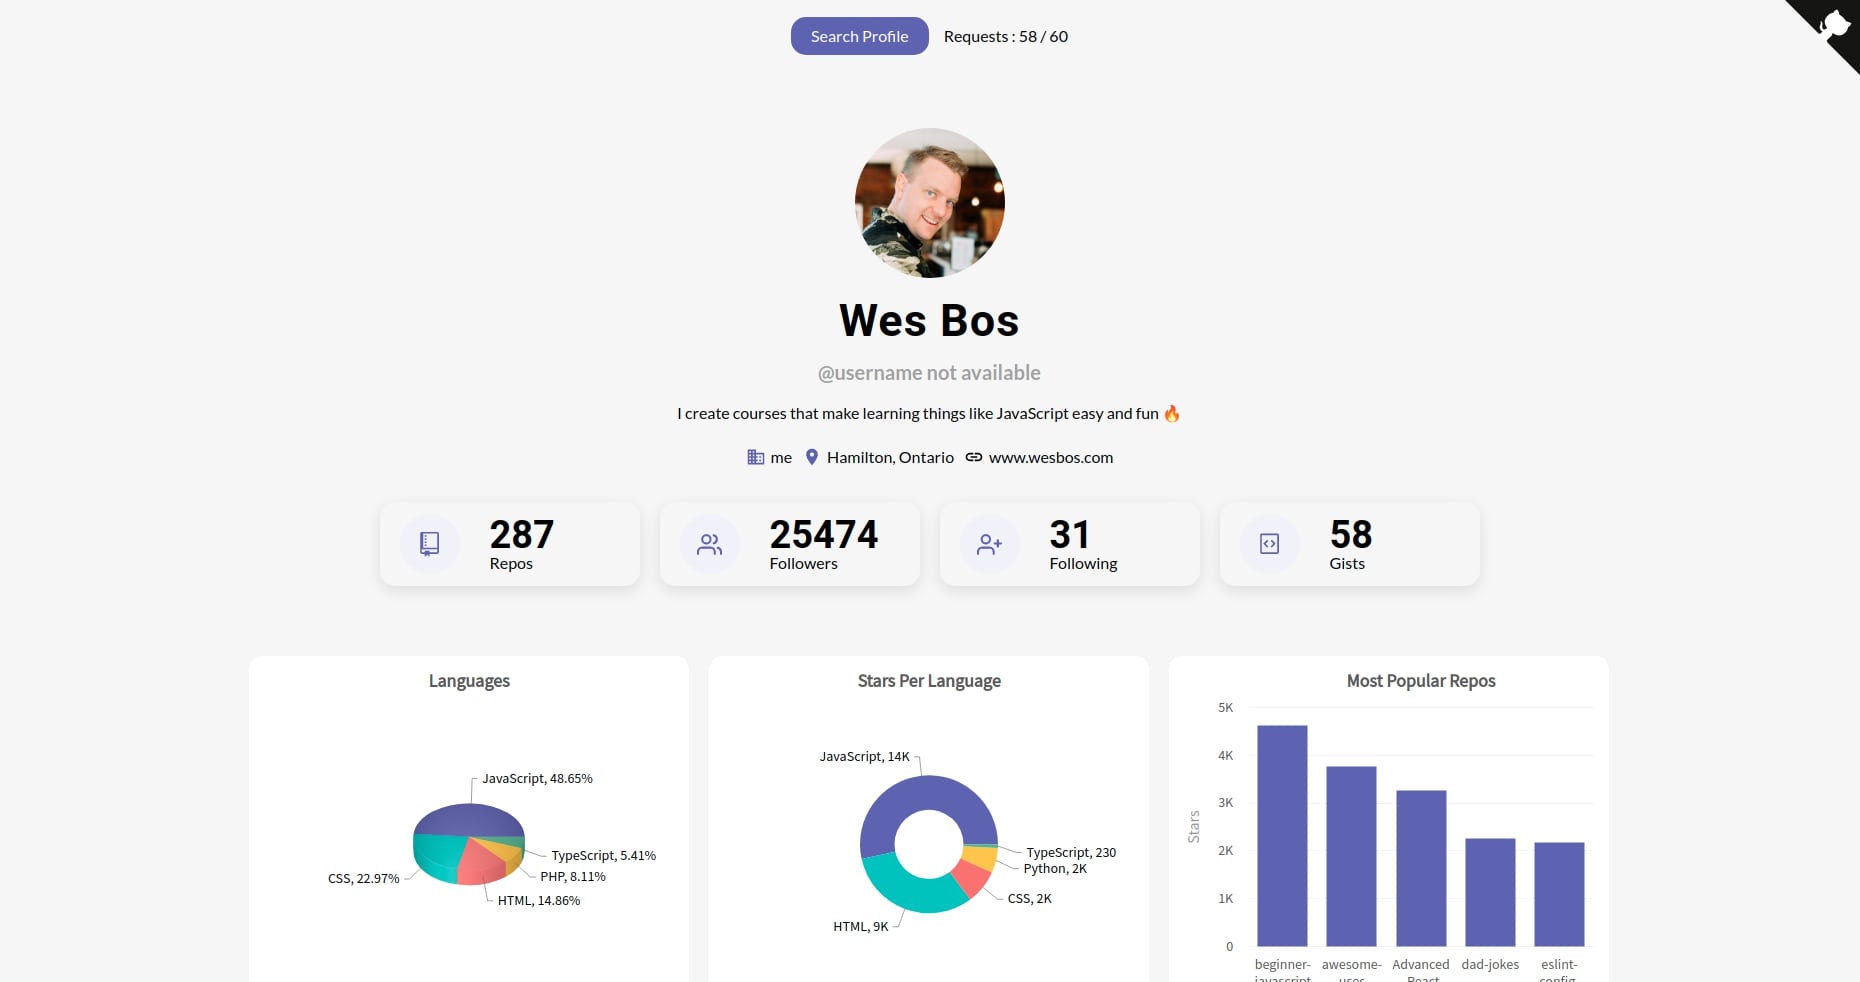 Search Profile Requests : 58 / 60
Wes Bos
@username not available
I create courses that make learning things like JavaScript easy and fun 🔥
me Hamilton, Ontario www.wesbos.com
287
Repos
25474
Followers
31
Following
58
Gists
Languages
JavaScript, 48.65%
TypeScript, 5.41%
PHP, 8.11%
CSS, 22.97%
HTML, 14.86%
Stars Per Language
JavaScript, 14K
TypeScript, 230
Python, 2K
CSS, 2K
HTML, 9K
Most Popular Repos
5K
4K
3K
2K
1K
0
Stars
beginner-
javascript
awesome-
uses
Advanced
React
dad-jokes
eslint-
config-